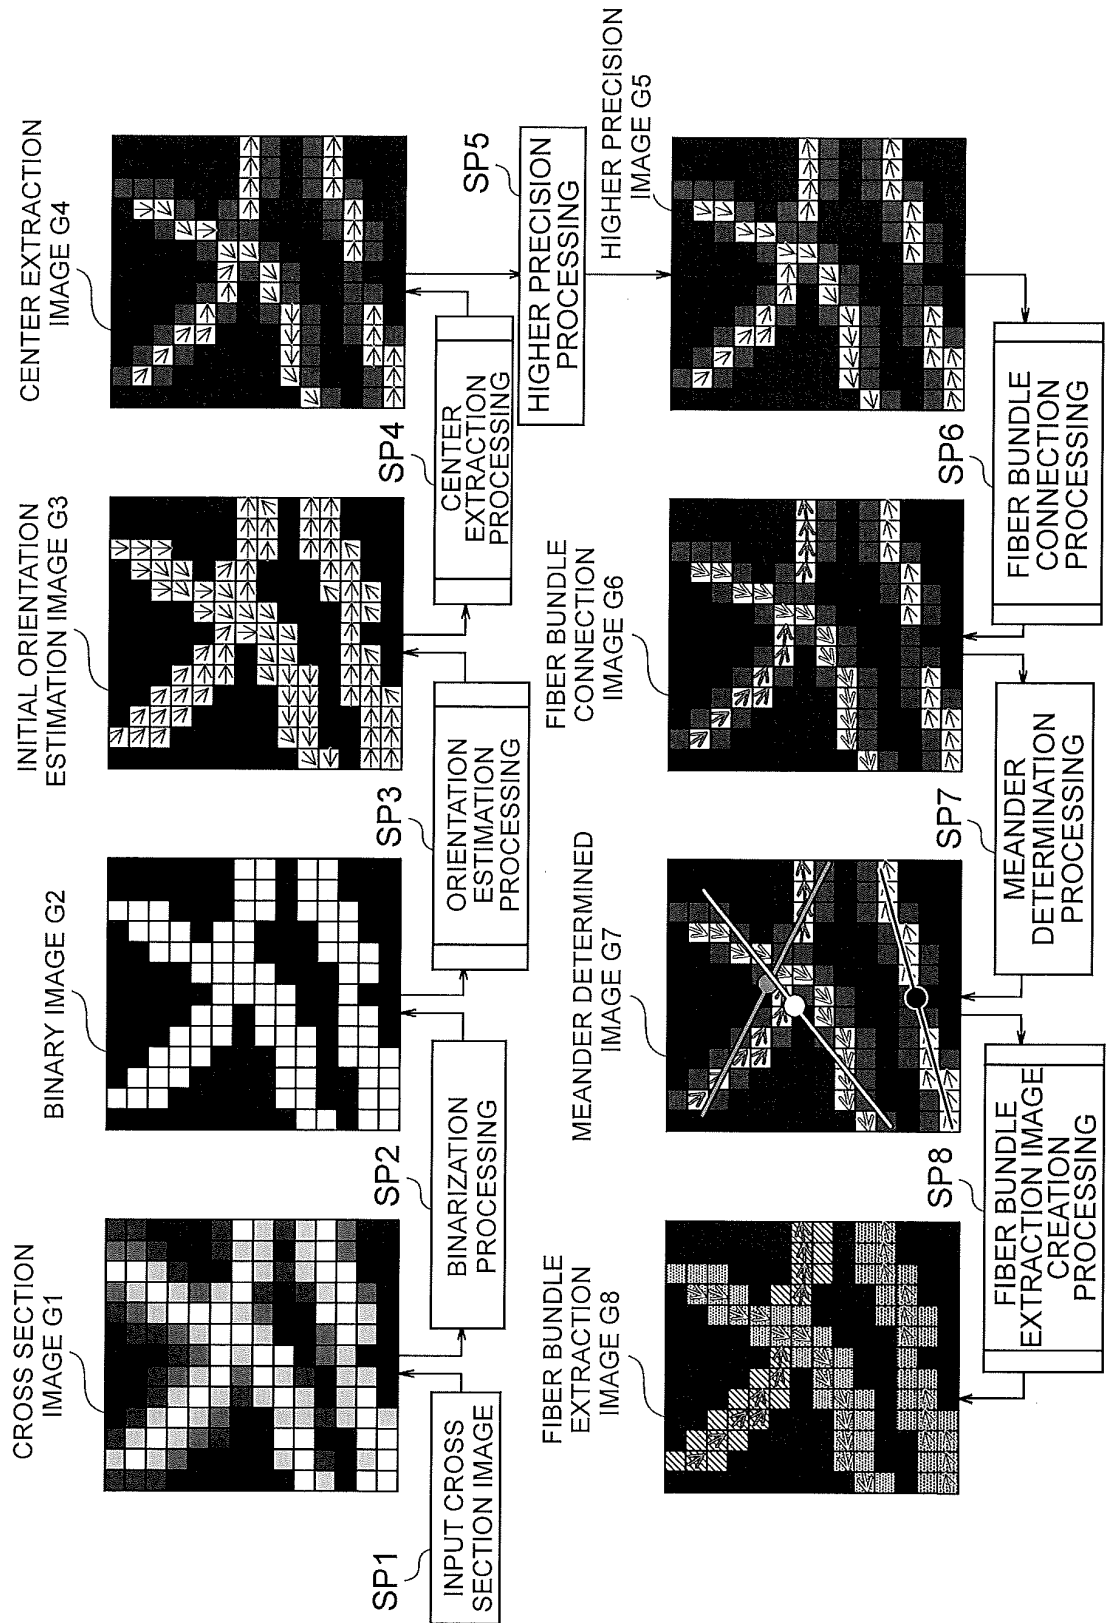 CROSS SECTION
IMAGE G1
SP1
INPUT CROSS
SECTION IMAGE
BINARY IMAGE G2
SP2
BINARIZATION
PROCESSING
INITIAL ORIENTATION
ESTIMATION IMAGE G3
SP3
ORIENTATION
ESTIMATION
PROCESSING
CENTER EXTRACTION
IMAGE G4
SP4
CENTER
EXTRACTION
PROCESSING
SP5
HIGHER PRECISION
PROCESSING
HIGHER PRECISION
IMAGE G5
SP6
FIBER BUNDLE
CONNECTION
PROCESSING
FIBER BUNDLE
CONNECTION
IMAGE G6
SP7
MEANDER
DETERMINATION
PROCESSING
MEANDER DETERMINED
IMAGE G7
SP8
FIBER BUNDLE
EXTRACTION IMAGE
CREATION
PROCESSING
FIBER BUNDLE
EXTRACTION
IMAGE G8